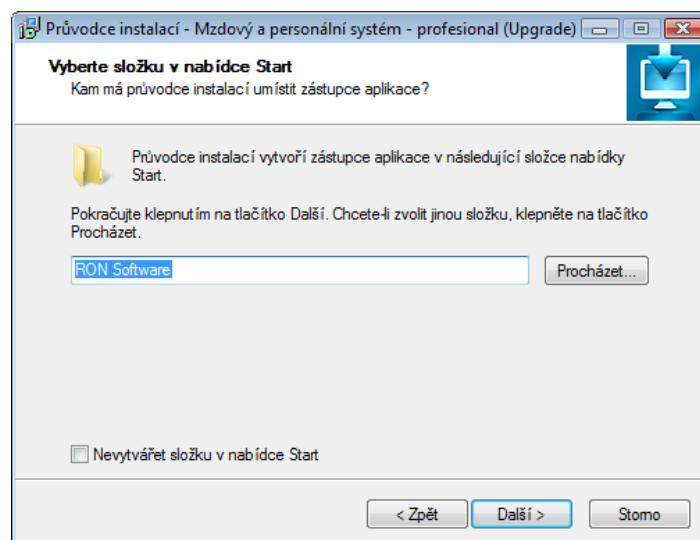 Průvodce instalací - Mzdový a personální systém - profesional (Upgrade)
Vyberte složku v nabídce Start
Kam má průvodce instalací umístit zástupce aplikace?
Průvodce instalací vytvoří zástupce aplikace v následující složce nabídky
Start.
Pokračujte klepnutím na tlačítko Další. Chcete-li zvolit jinou složku, klepněte na tlačítko
Procházet.
RON Software
Procházet...
Nevytvářet složku v nabídce Start
< Zpět
Další >
Storno